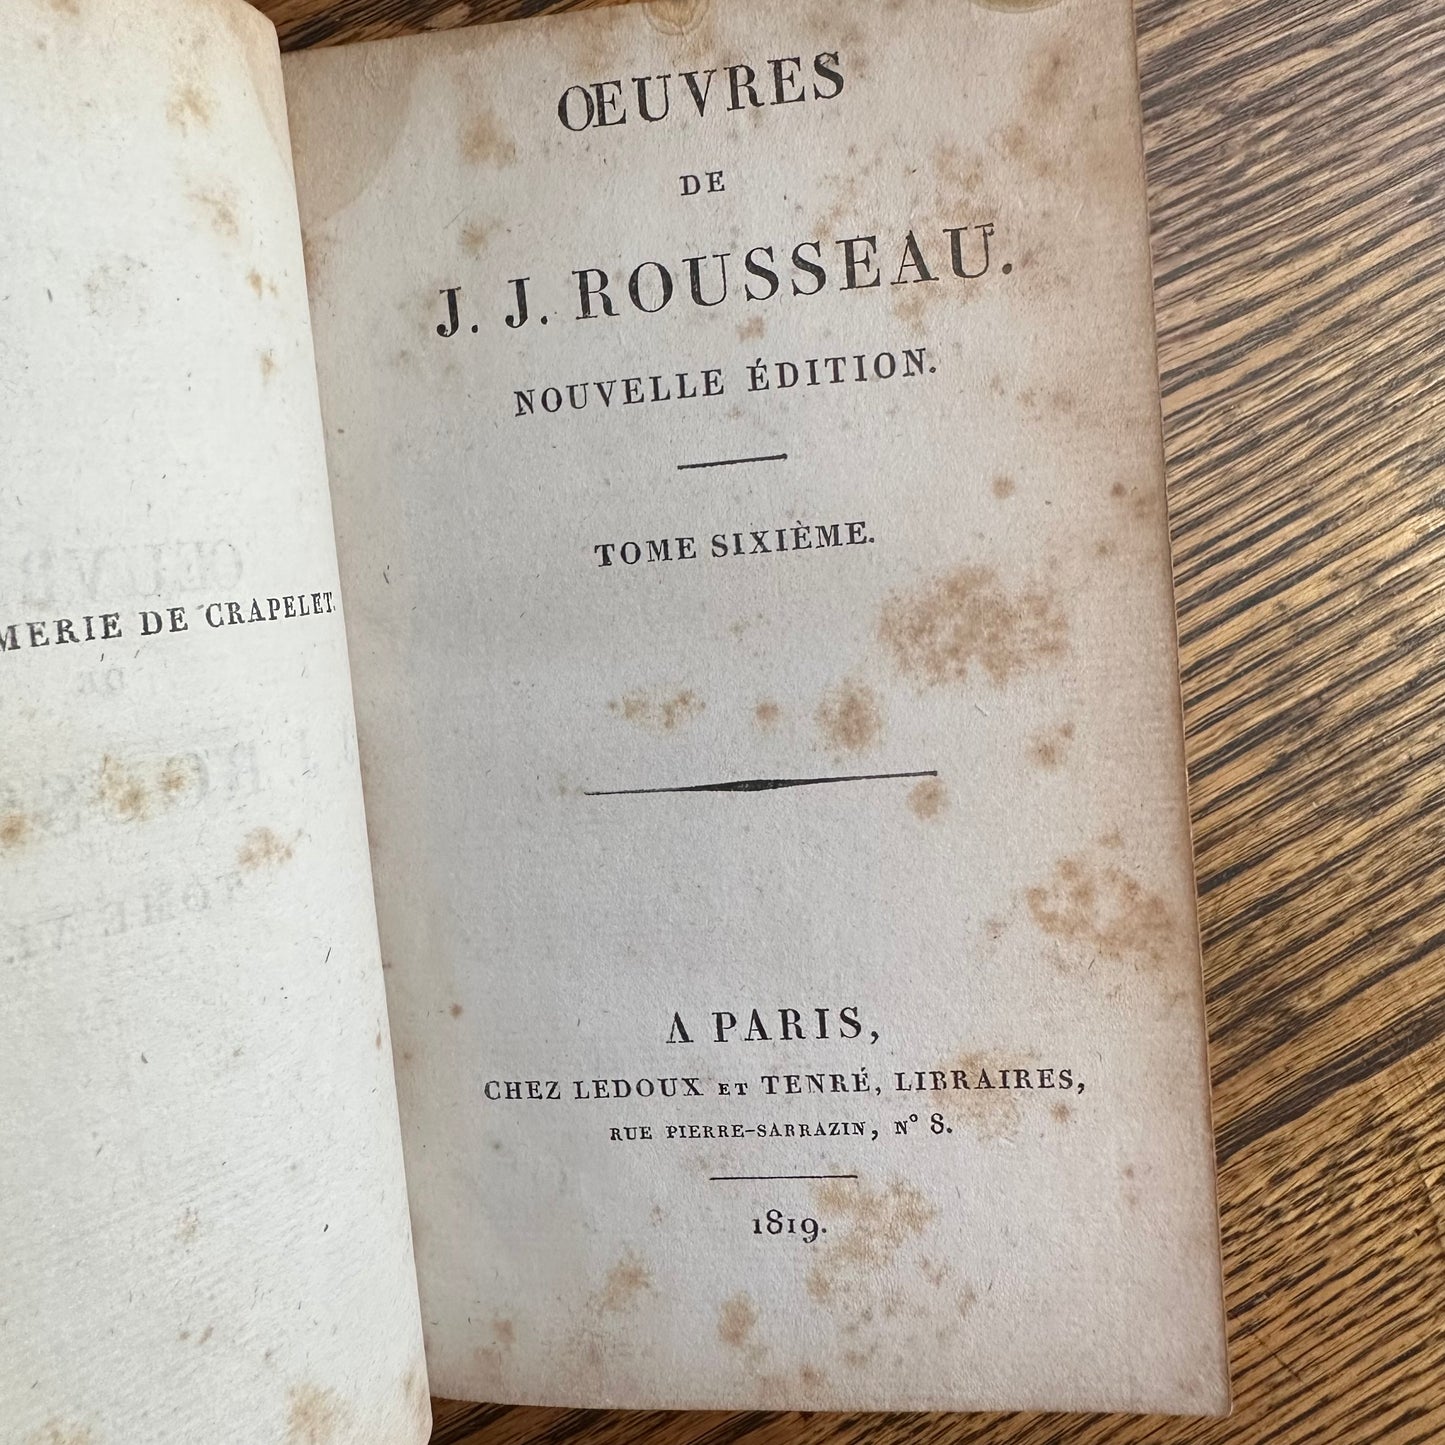 MERIE DE CRAPELET.
ŒUVRES
DE
J. J. ROUSSEAU.
NOUVELLE ÉDITION.
TOME SIXIÈME.
A PARIS,
CHEZ LEDOUX ET TENRÉ, LIBRAIRES,
RUE PIERRE-SARRAZIN, N° 8.
1819.